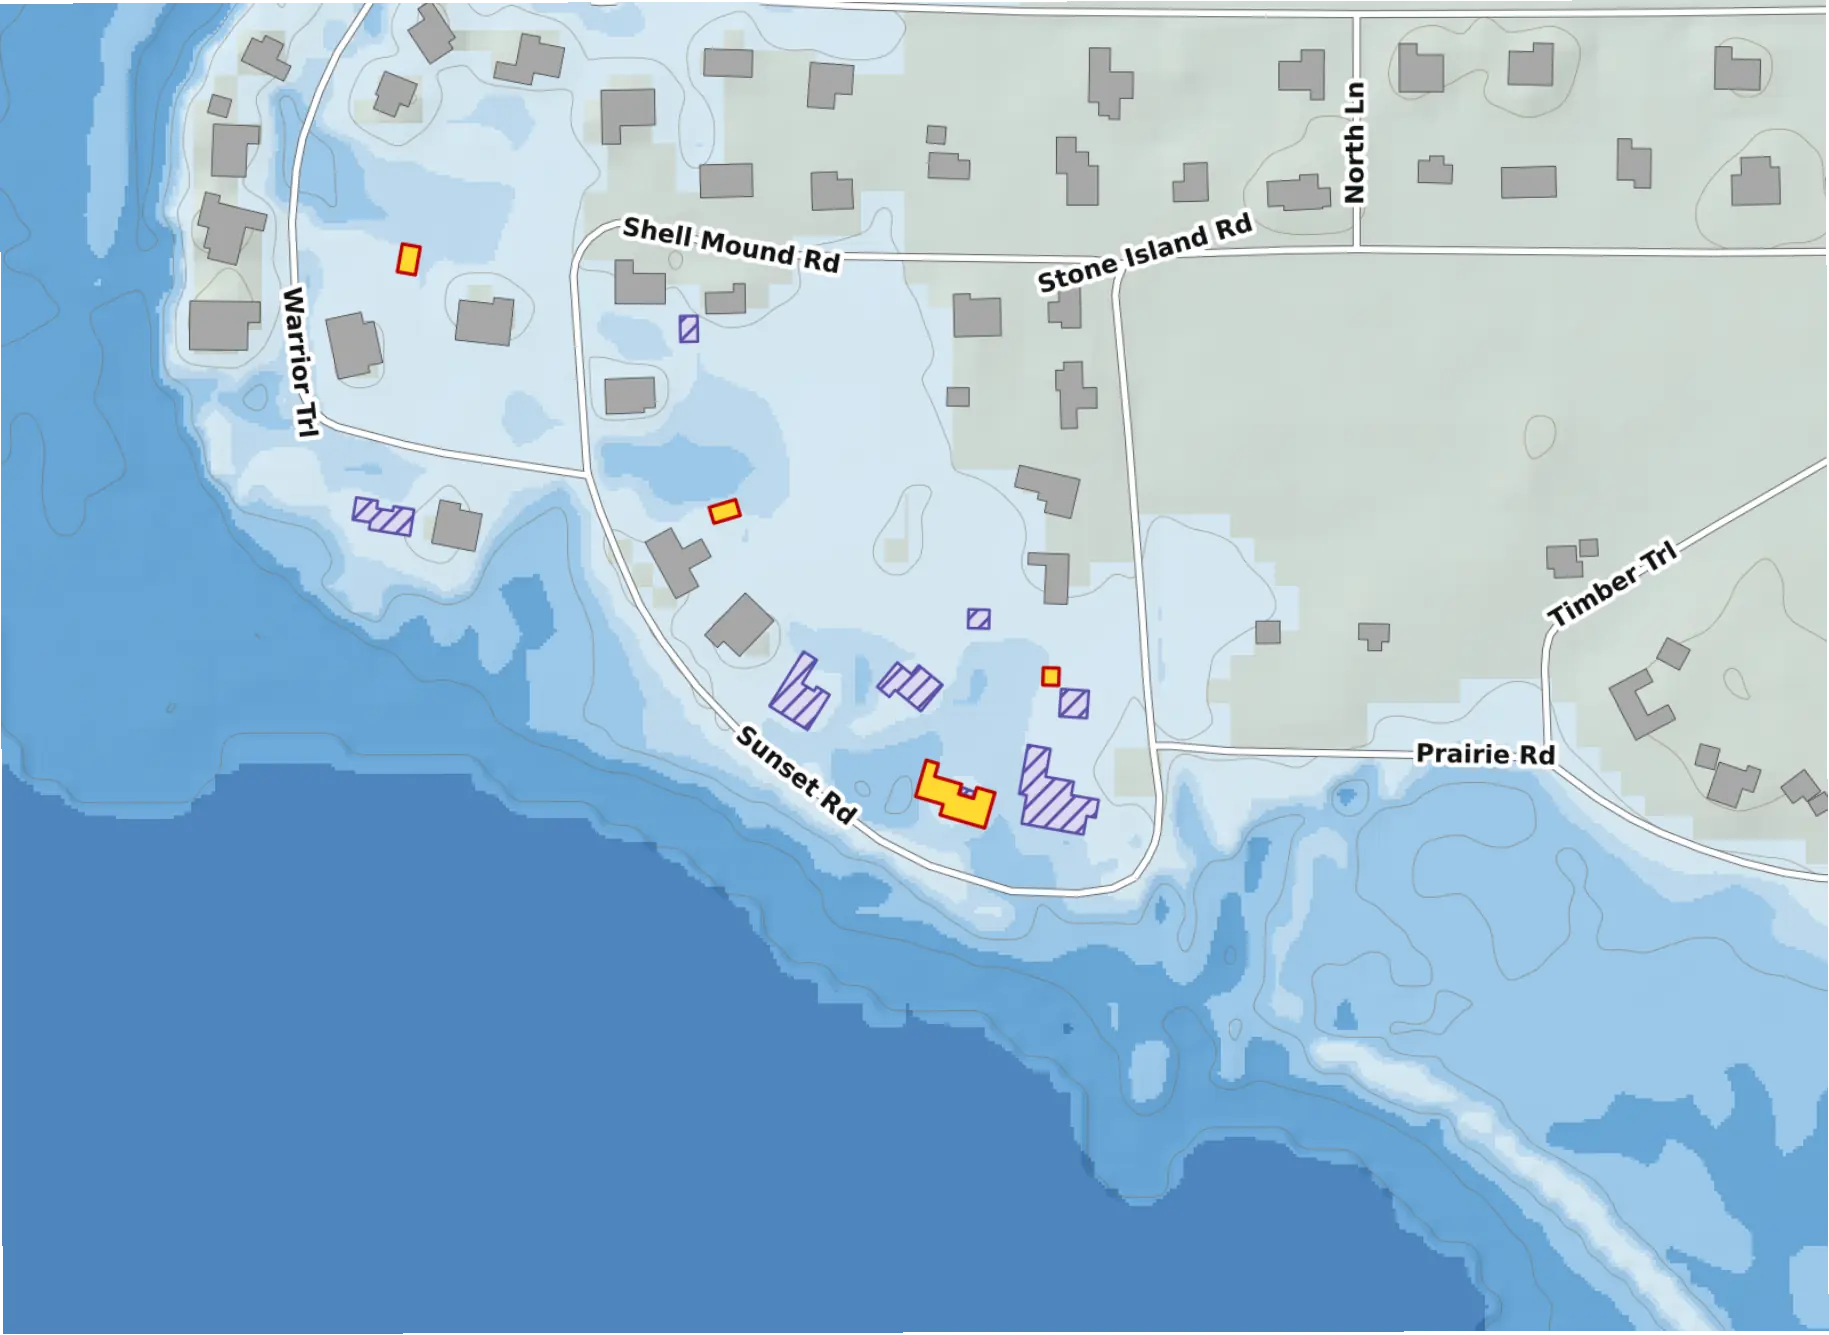 North Ln
Shell Mound Rd
Stone Island Rd
Warrior Trl
Timber Trl
Sunset Rd
Prairie Rd